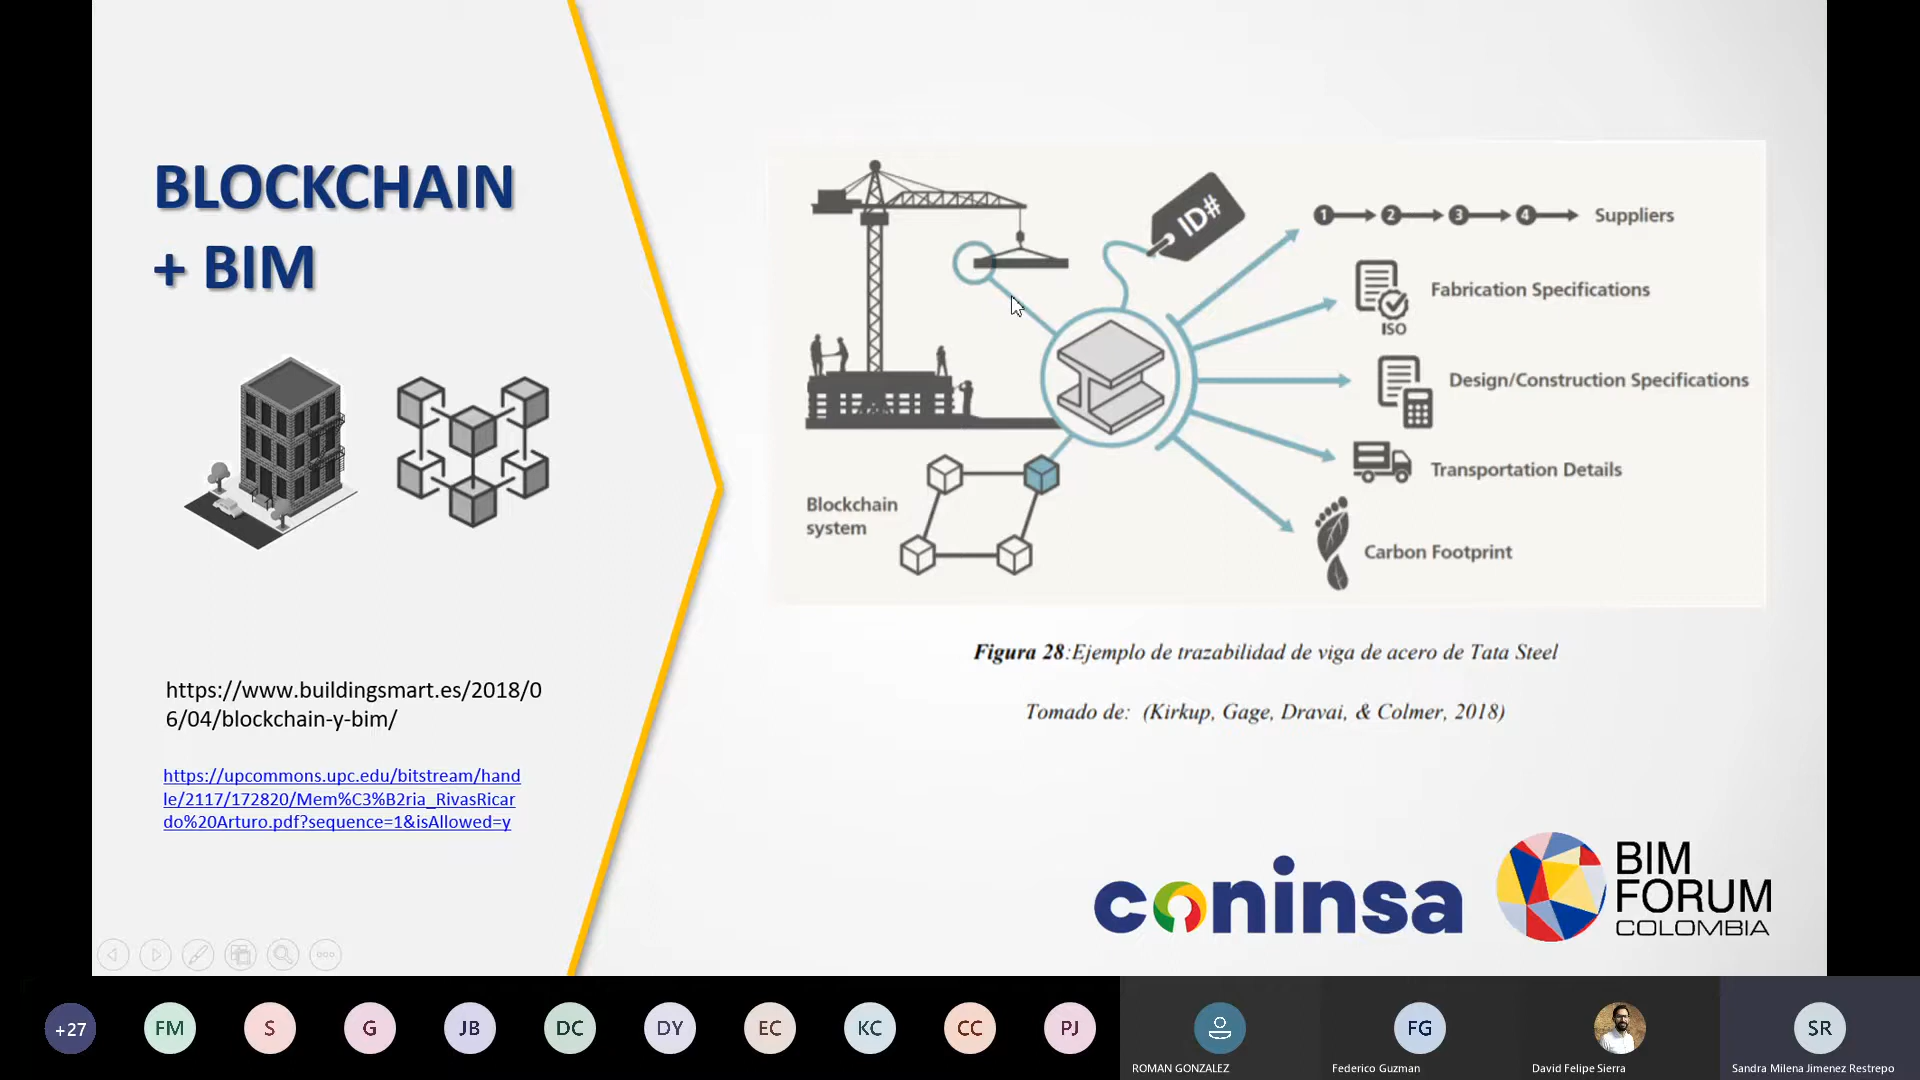 BLOCKCHAIN
+ BIM
https://www.buildingsmart.es/2018/0
6/04/blockchain-y-bim/
https://upcommons.upc.edu/bitstream/hand
le/2117/172820/Mem%C3%B2ria_RivasRicar
do%20Arturo.pdf?sequence=1&isAllowed=y
ID#
1 2 3 4 Suppliers
ISO
Fabrication Specifications
Design/Construction Specifications
Transportation Details
Carbon Footprint
Blockchain
system
Figura 28:Ejemplo de trazabilidad de viga de acero de Tata Steel
Tomado de: (Kirkup, Gage, Dravai, & Colmer, 2018)
coninsa
BIM
FORUM
COLOMBIA
+27
FM
S
G
JB
DC
DY
EC
KC
CC
PJ
ROMAN GONZALEZ
FG
Federico Guzman
David Felipe Sierra
SR
Sandra Milena Jimenez Restrepo